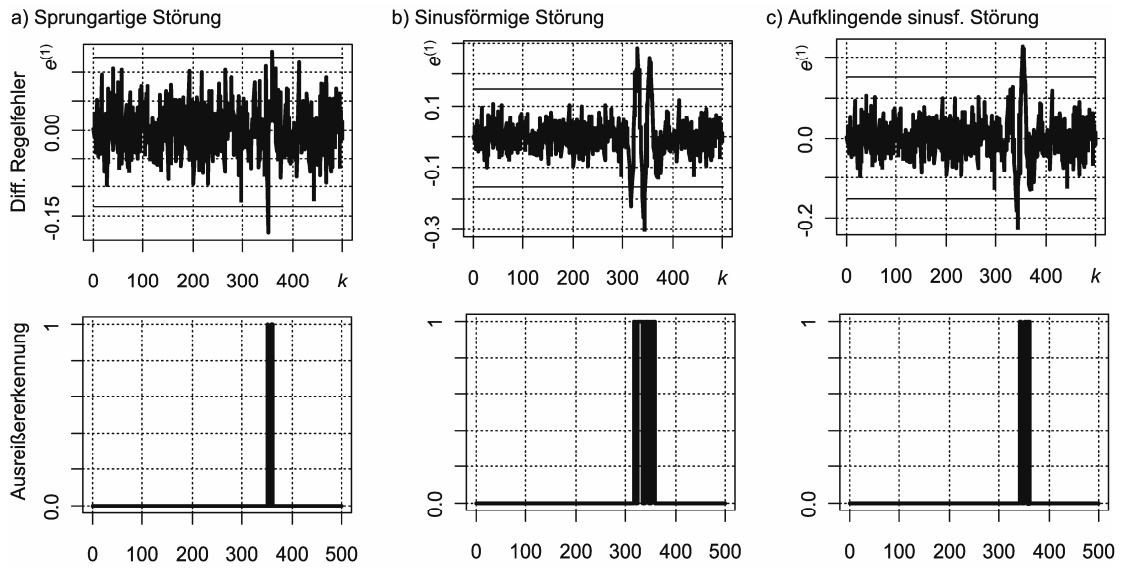 a) Sprungartige Störung
b) Sinusförmige Störung
c) Aufklingende sinusf. Störung
Diff. Regelfehler
e(1)
0.00
-0.15
0 100 200 300 400 k
e(1)
0.1
-0.1
-0.3
0 100 200 300 400 k
e(1)
0.0
-0.2
0 100 200 300 400 k
Ausreißererkennung
1
0.0
0 100 200 300 400 500
1
0.0
0 100 200 300 400 500
1
0.0
0 100 200 300 400 500